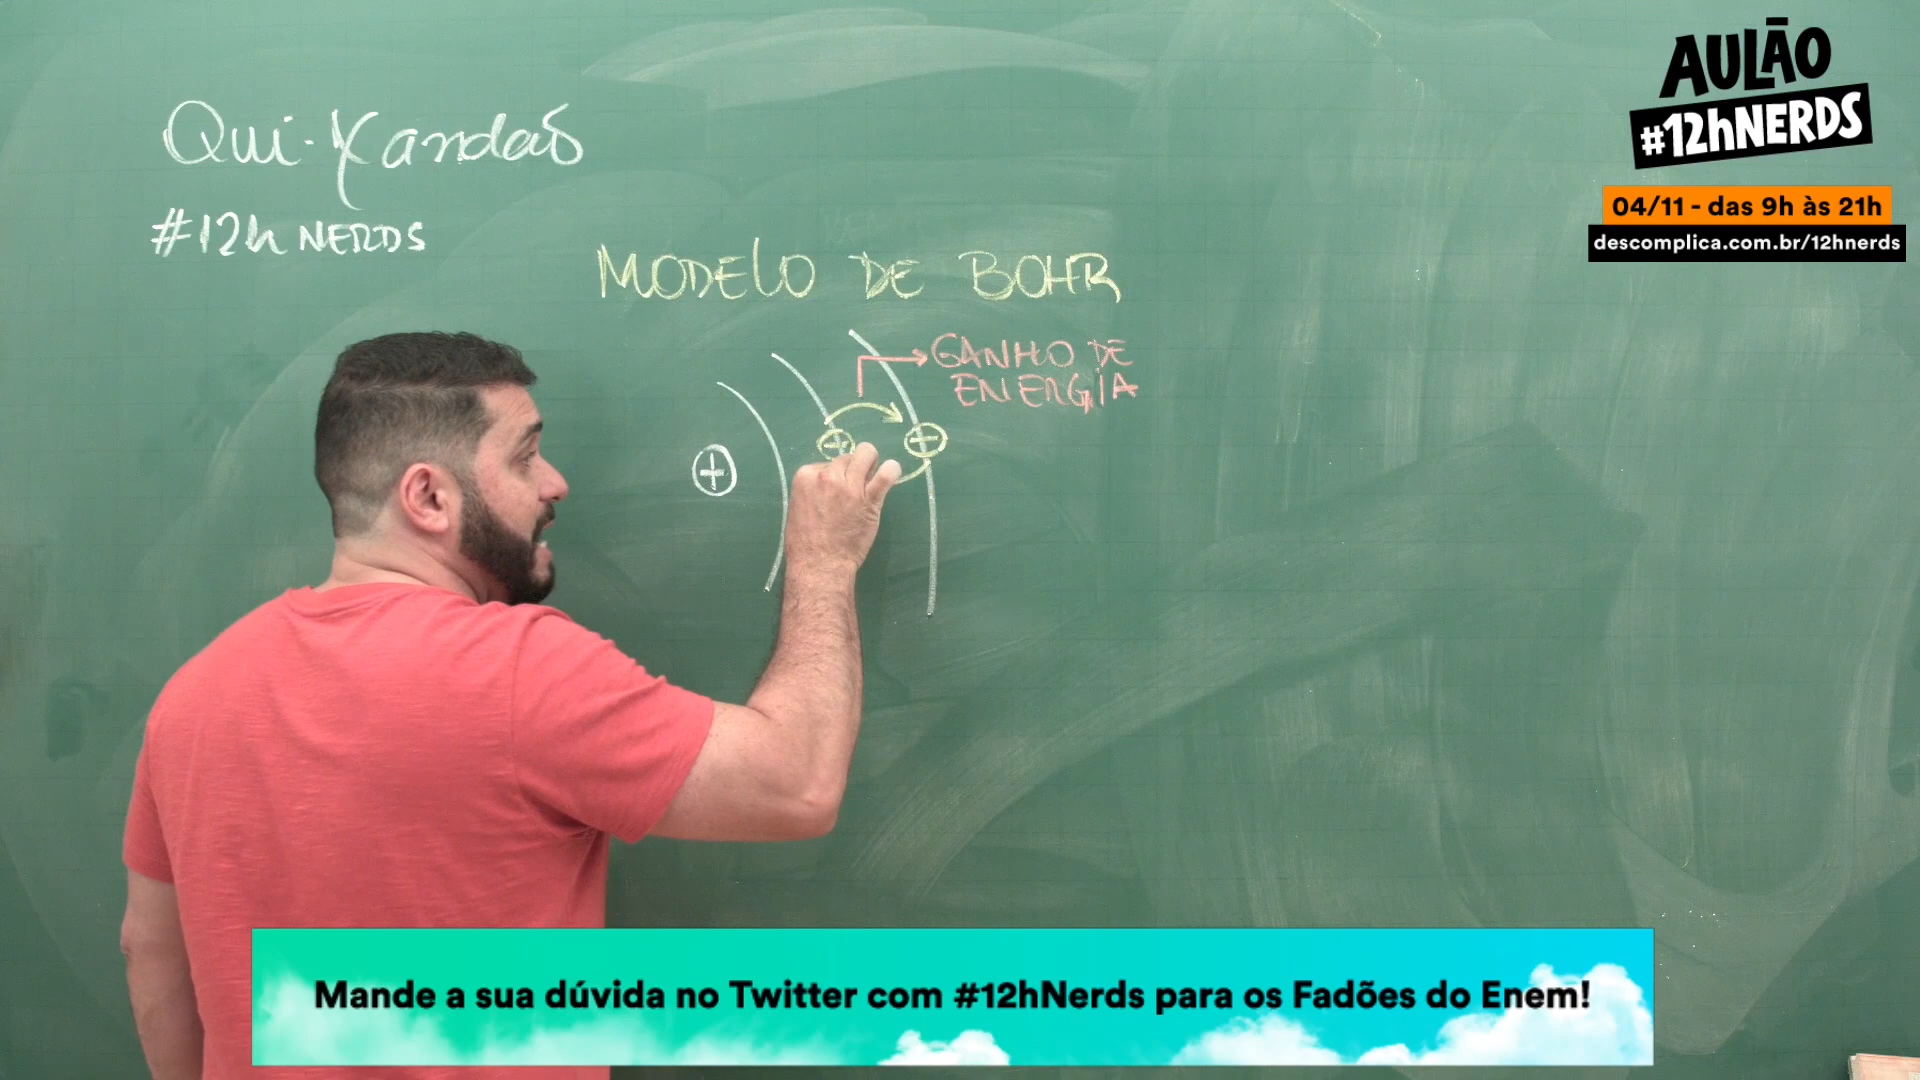 Qui-Xandão
#12h NERDS
MODELO DE BOHR
GANHO DE
ENERGIA
+
AULÃO
#12hNERDS
04/11 - das 9h às 21h
descomplica.com.br/12hnerds
Mande a sua dúvida no Twitter com #12hNerds para os Fadões do Enem!